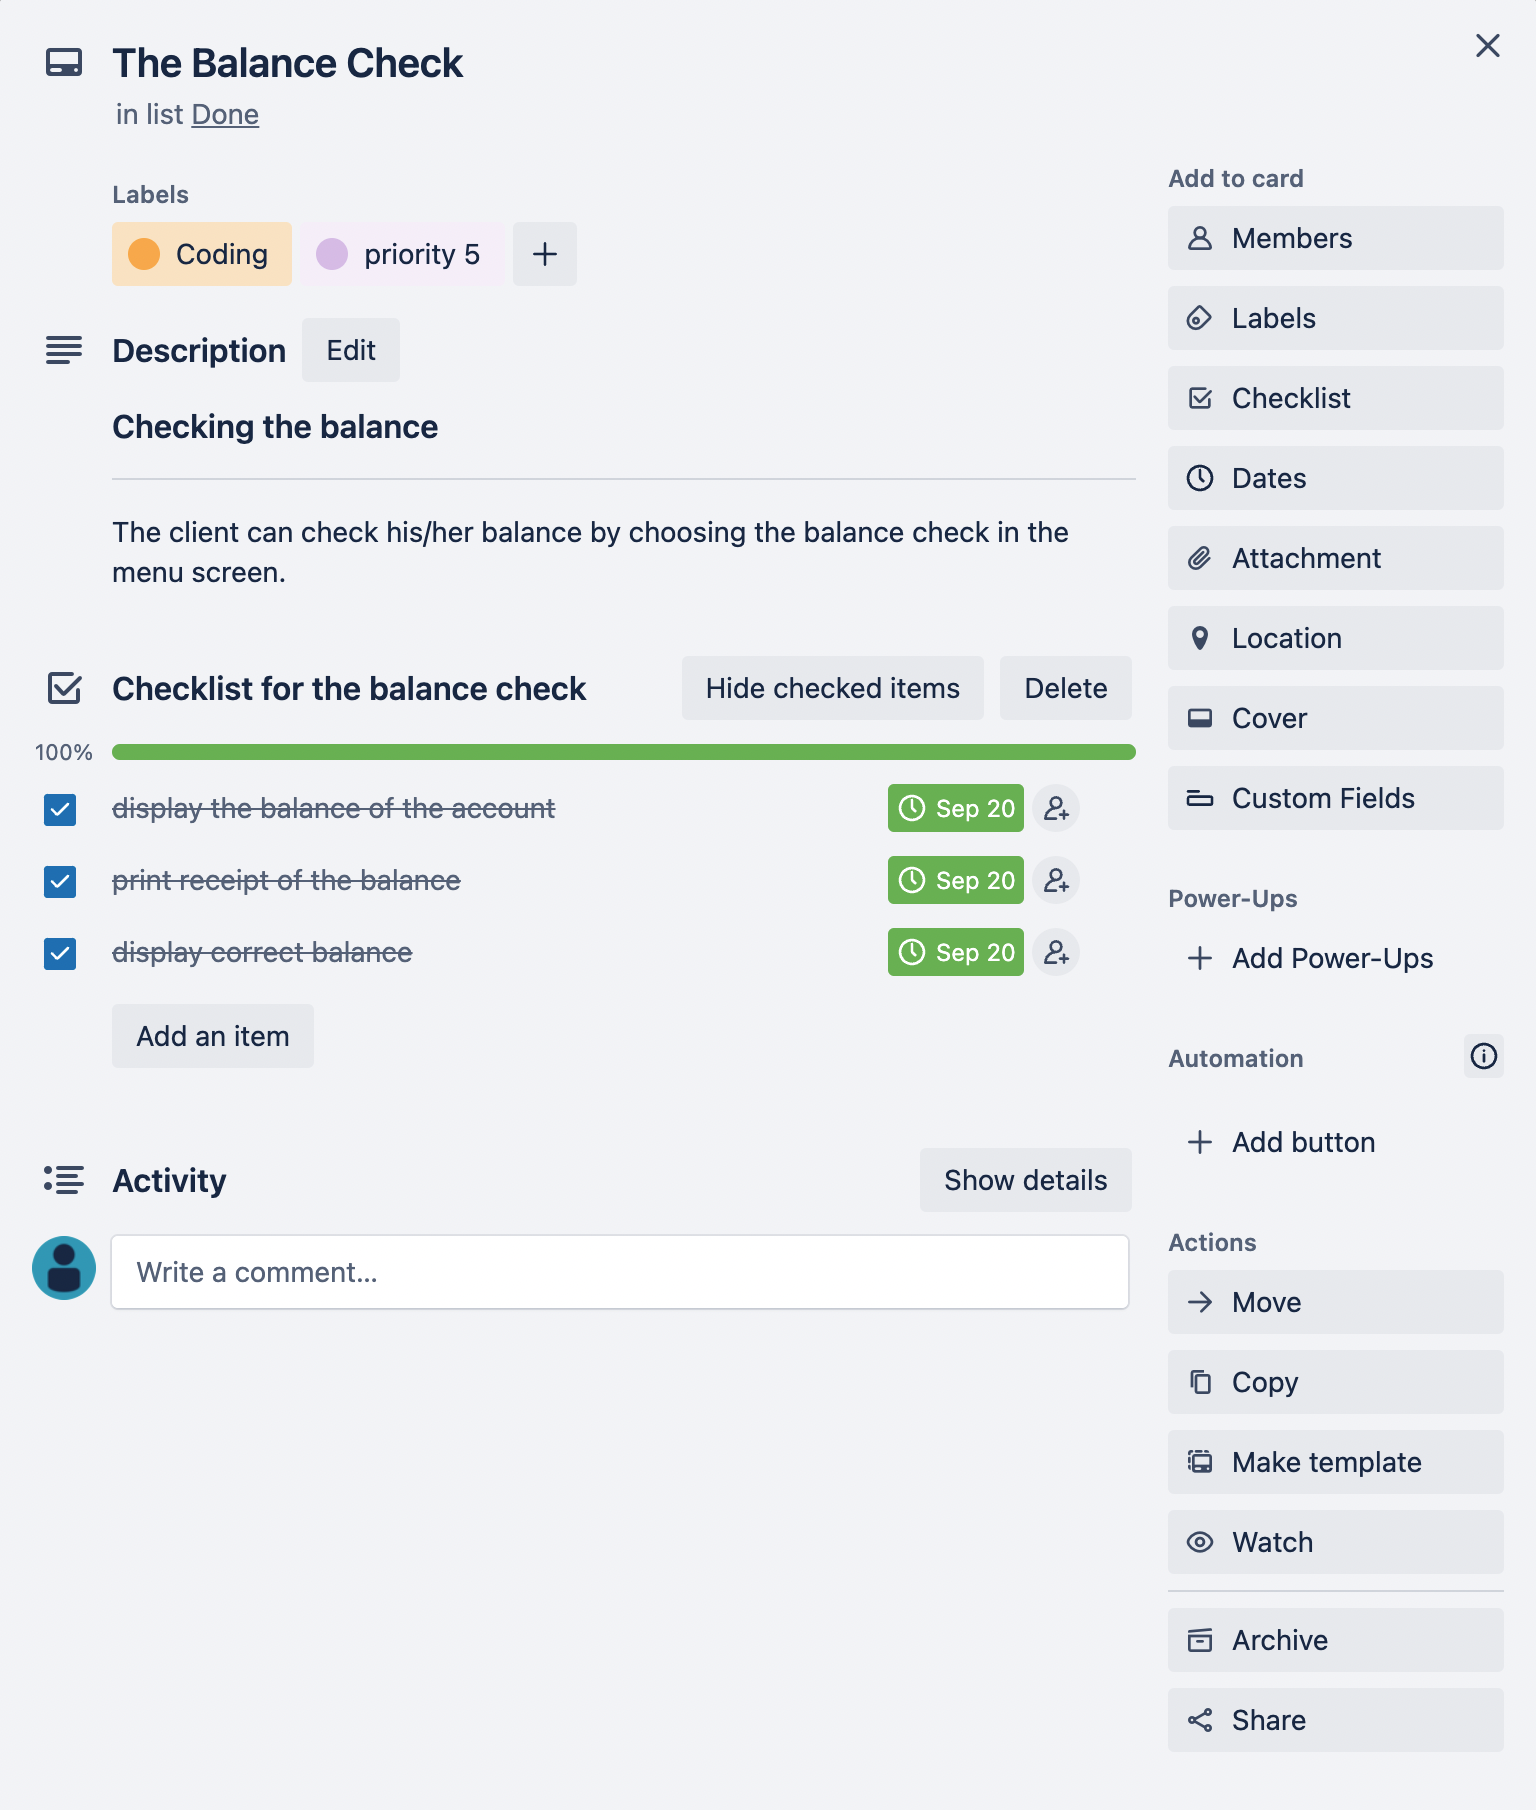 The Balance Check
in list Done
Labels
Coding
priority 5
Description
Edit
Checking the balance
The client can check his/her balance by choosing the balance check in the
menu screen.
Checklist for the balance check
Hide checked items
Delete
100%
display the balance of the account
Sep 20
print receipt of the balance
Sep 20
display correct balance
Sep 20
Add an item
Activity
Show details
Write a comment...
Add to card
Members
Labels
Checklist
Dates
Attachment
Location
Cover
Custom Fields
Power-Ups
Add Power-Ups
Automation
Add button
Actions
Move
Copy
Make template
Watch
Archive
Share